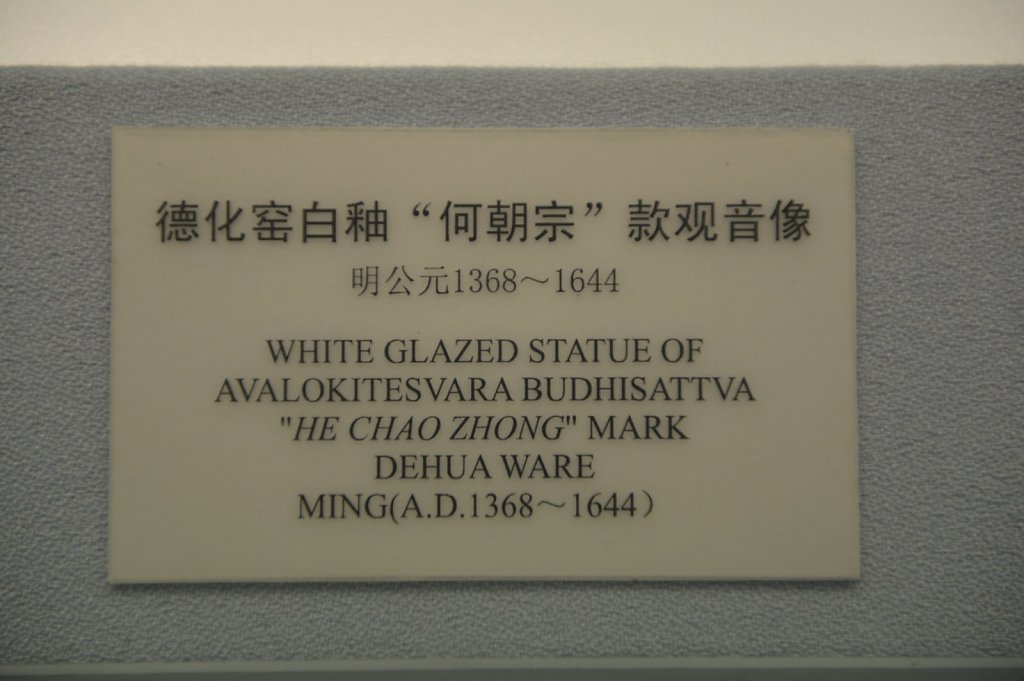 德化窑白釉“何朝宗”款观音像
明公元1368～1644
WHITE GLAZED STATUE OF
AVALOKITESVARA BUDHISATTVA
"HE CHAO ZHONG" MARK
DEHUA WARE
MING(A.D.1368～1644）